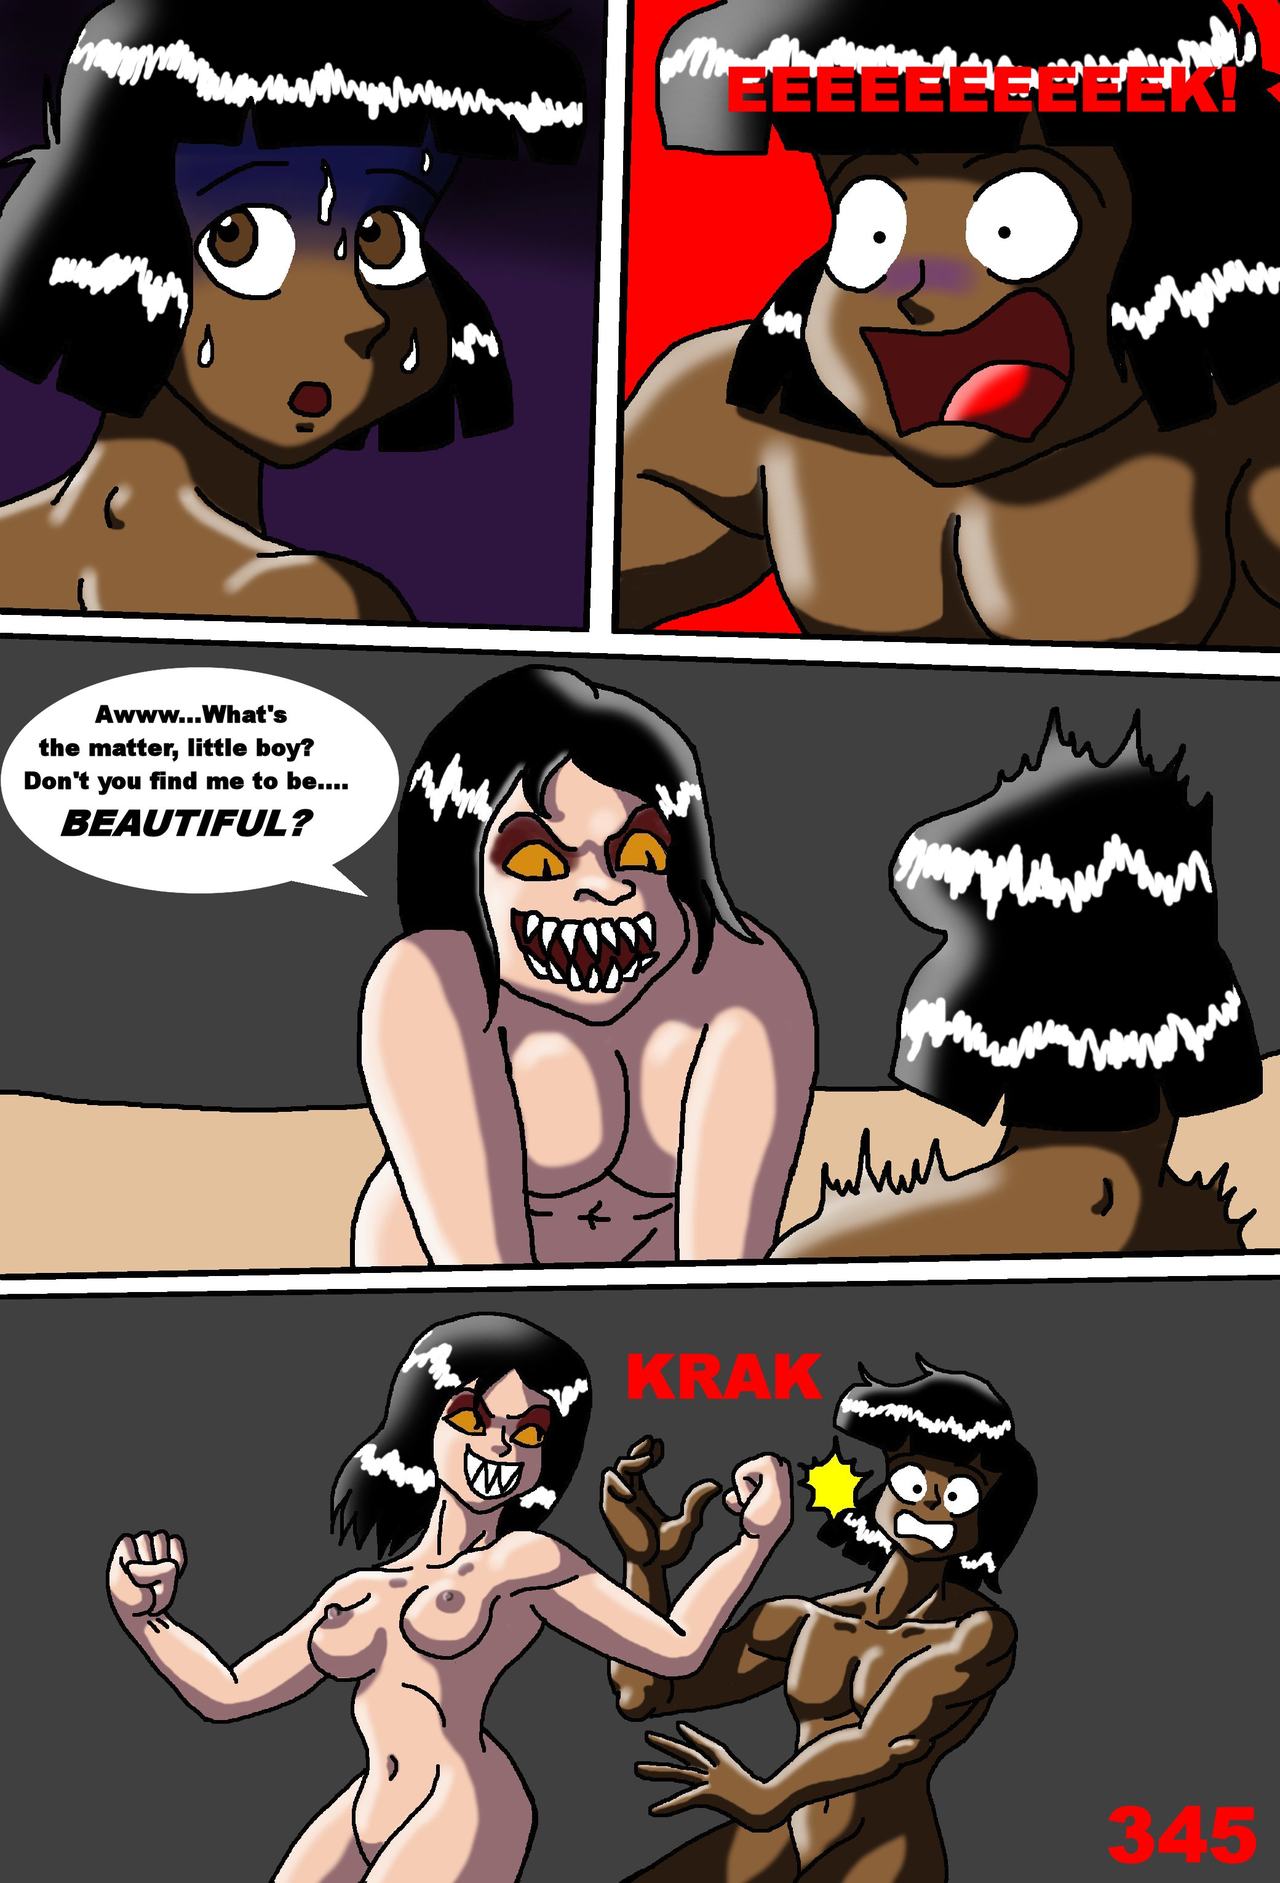 EEEEEEEEEEEK!
Awww...What's
the matter, little boy?
Don't you find me to be....
BEAUTIFUL?
KRAK
345